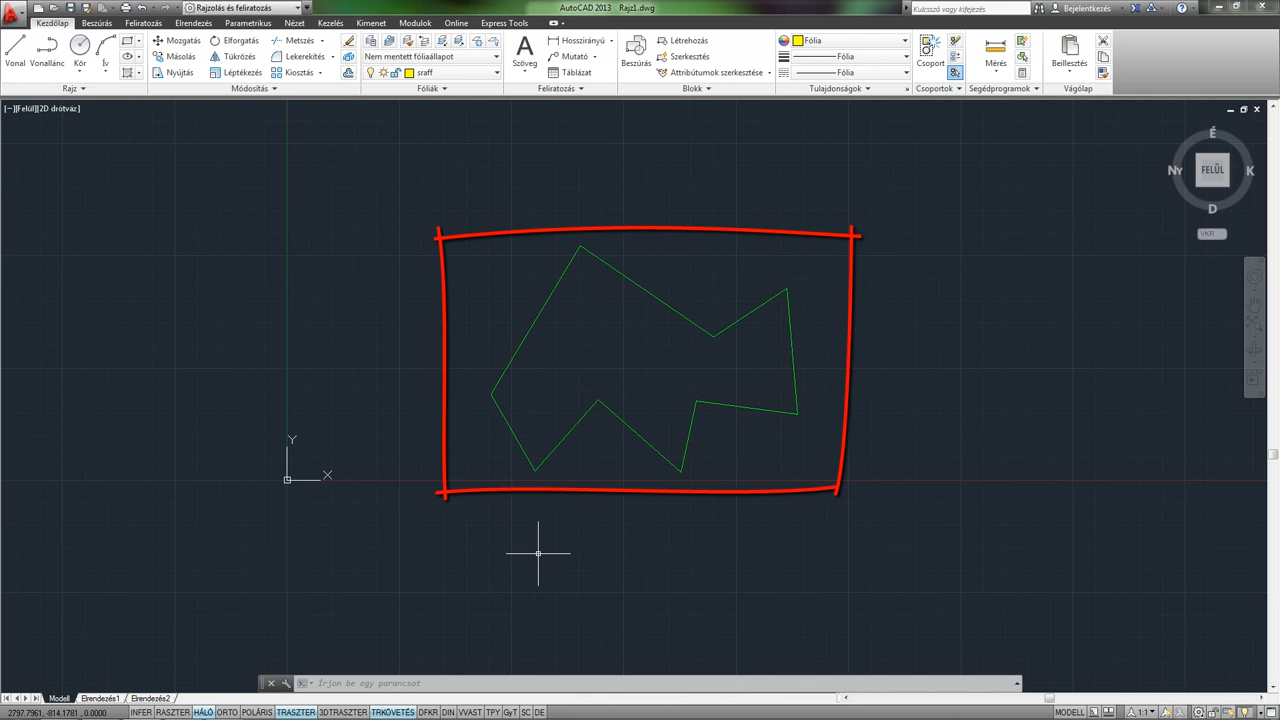 Rajzolás és feliratozás
AutoCAD 2013 Rajz1.dwg
Kulcsszó vagy kifejezés
Bejelentkezés
Kezdőlap Beszúrás Feliratozás Elrendezés Parametrikus Nézet Kezelés Kimenet Modulok Online Express Tools
Vonal Vonallánc Kör Ív
Mozgatás Elforgatás Metszés
Másolás Tükrözés Lekerekítés
Nyújtás Léptékezés Kiosztás
Nem mentett fóliaállapot
sraff
Szöveg
Hosszirányú
Mutató
Táblázat
Beszúrás
Létrehozás
Szerkesztés
Attribútumok szerkesztése
Fólia
Fólia
Fólia
Csoport
Mérés
Beillesztés
Rajz Módosítás Fóliák Feliratozás Blokk Tulajdonságok Csoportok Segédprogramok Vágólap
[−][Felül][2D drótváz]
É
NY FELÜL K
D
VKR
Y
X
Írjon be egy parancsot
Modell Elrendezés1 Elrendezés2
2797.7961, -814.1781, 0.0000 INFER RASZTER HÁLÓ ORTO POLÁRIS TRASZTER 3DTRASZTER TRKÖVETÉS DFKR DIN VVAST TPY GyT SC DE MODELL 1:1